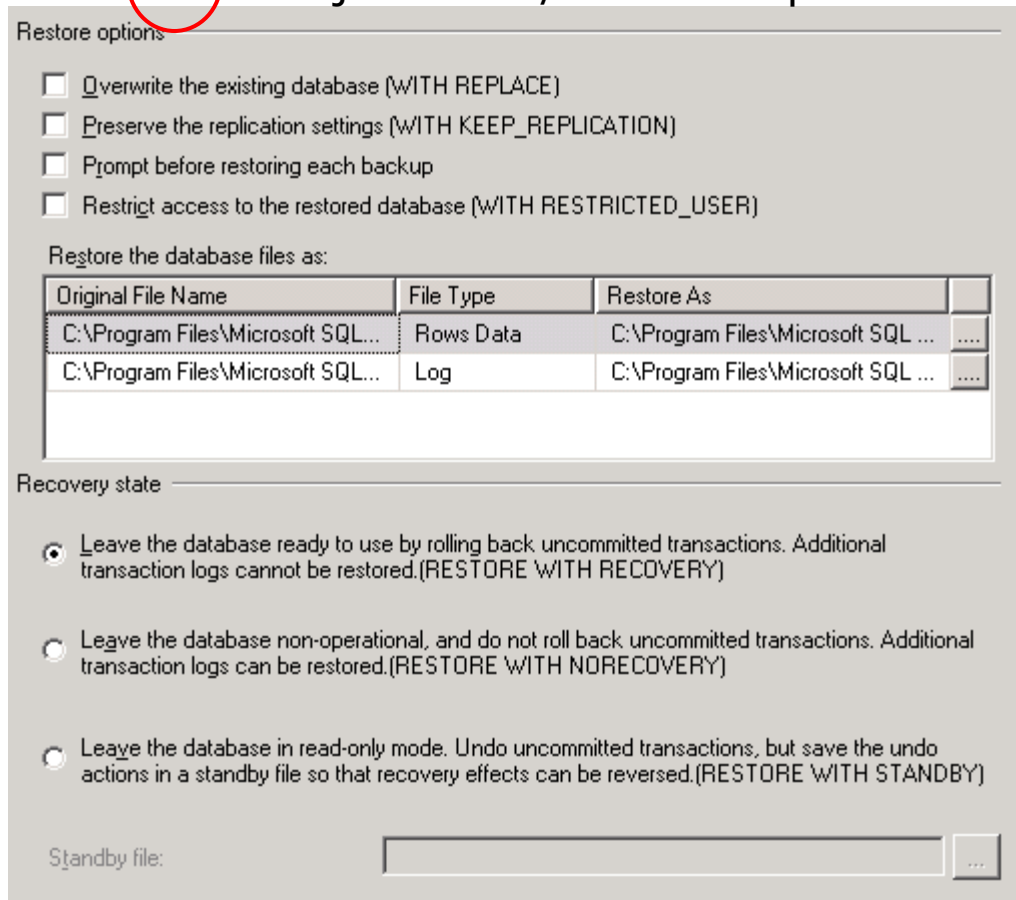 Restore options
Overwrite the existing database (WITH REPLACE)
Preserve the replication settings (WITH KEEP_REPLICATION)
Prompt before restoring each backup
Restrict access to the restored database (WITH RESTRICTED_USER)
Restore the database files as:
Original File Name File Type Restore As
C:\Program Files\Microsoft SQL... Rows Data C:\Program Files\Microsoft SQL ... ....
C:\Program Files\Microsoft SQL... Log C:\Program Files\Microsoft SQL ... ....
Recovery state
Leave the database ready to use by rolling back uncommitted transactions. Additional
transaction logs cannot be restored.(RESTORE WITH RECOVERY)
Leave the database non-operational, and do not roll back uncommitted transactions. Additional
transaction logs can be restored.(RESTORE WITH NORECOVERY)
Leave the database in read-only mode. Undo uncommitted transactions, but save the undo
actions in a standby file so that recovery effects can be reversed.(RESTORE WITH STANDBY)
Standby file: ...